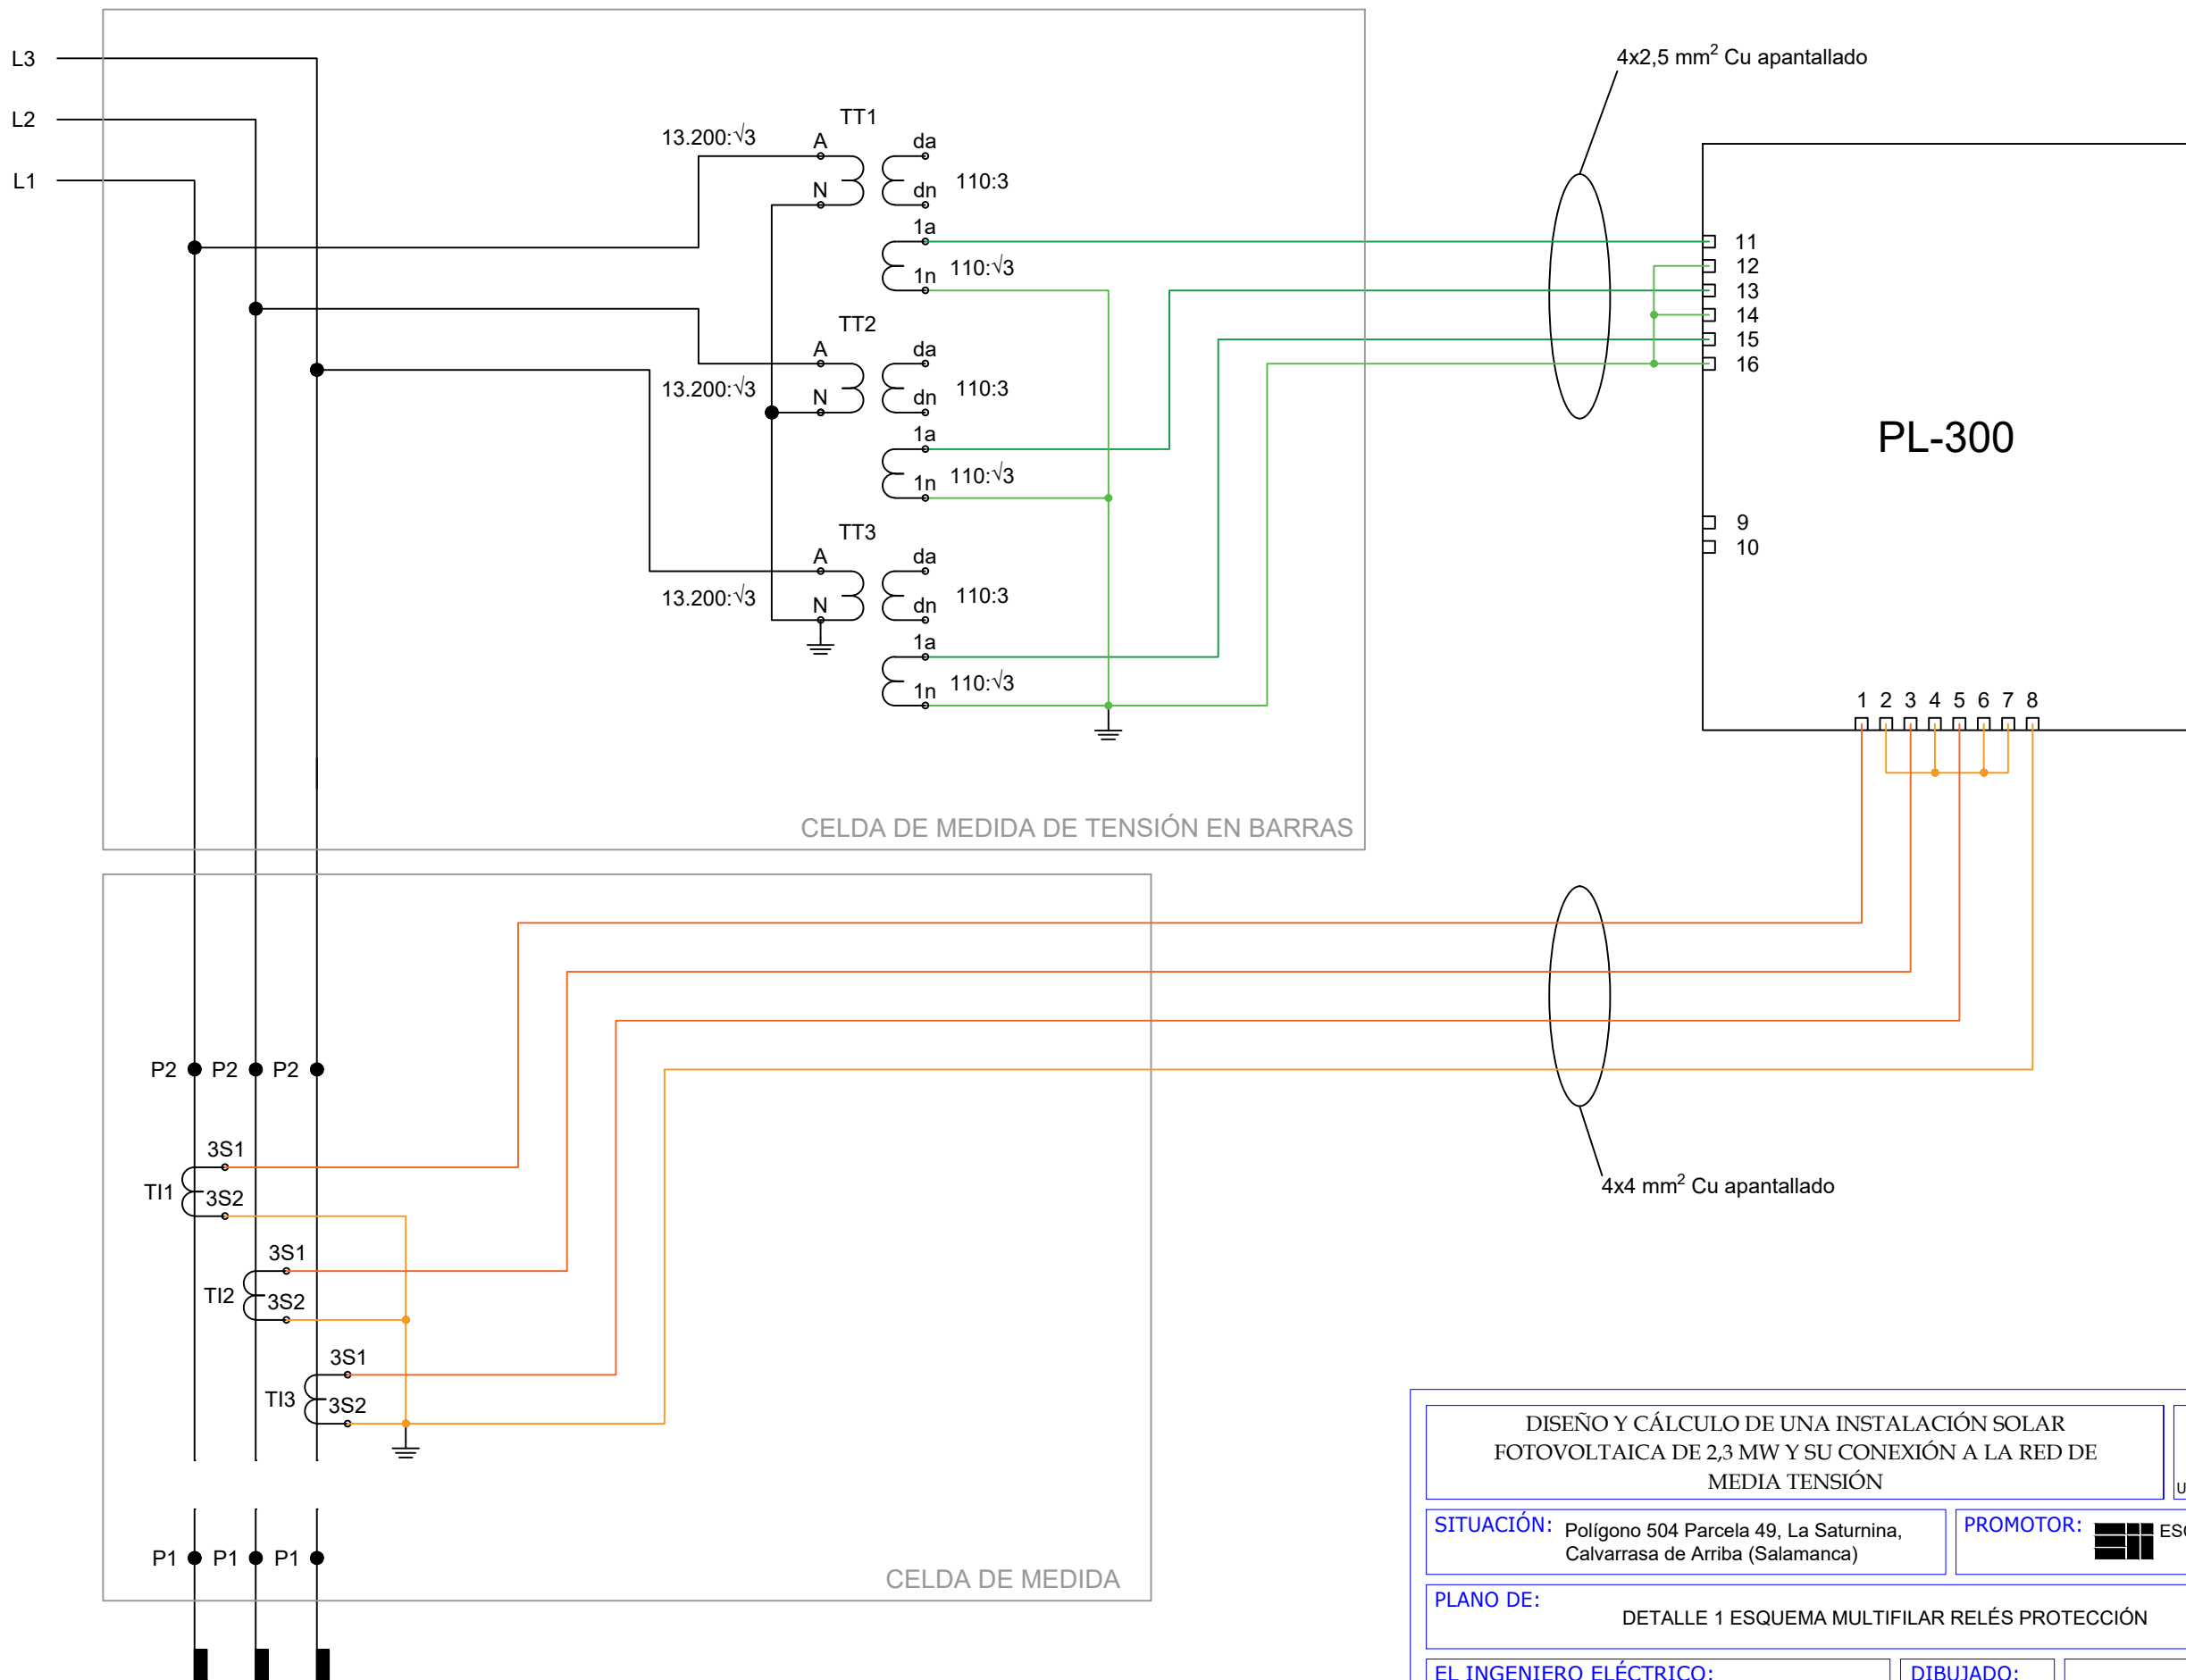 L3
L2
L1
4x2,5 mm² Cu apantallado
TT1
13.200:√3
A
N
da
dn
110:3
1a
1n
110:√3
TT2
13.200:√3
A
N
da
dn
110:3
1a
1n
110:√3
TT3
13.200:√3
A
N
da
dn
110:3
1a
1n
110:√3
11
12
13
14
15
16
PL-300
9
10
1 2 3 4 5 6 7 8
CELDA DE MEDIDA DE TENSIÓN EN BARRAS
P2 P2 P2
3S1
TI1
3S2
3S1
TI2
3S2
3S1
TI3
3S2
4x4 mm² Cu apantallado
P1 P1 P1
CELDA DE MEDIDA
DISEÑO Y CÁLCULO DE UNA INSTALACIÓN SOLAR
FOTOVOLTAICA DE 2,3 MW Y SU CONEXIÓN A LA RED DE
MEDIA TENSIÓN
SITUACIÓN: Polígono 504 Parcela 49, La Saturnina,
Calvarrasa de Arriba (Salamanca)
PROMOTOR:
PLANO DE:
DETALLE 1 ESQUEMA MULTIFILAR RELÉS PROTECCIÓN
EL INGENIERO ELÉCTRICO:
DIBUJADO: